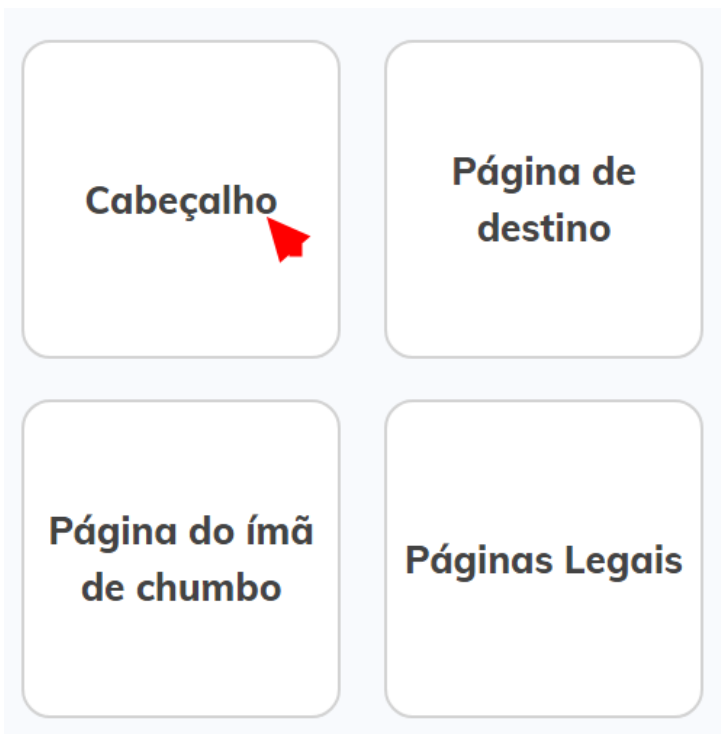 Cabeçalho
Página de
destino
Página do ímã
de chumbo
Páginas Legais